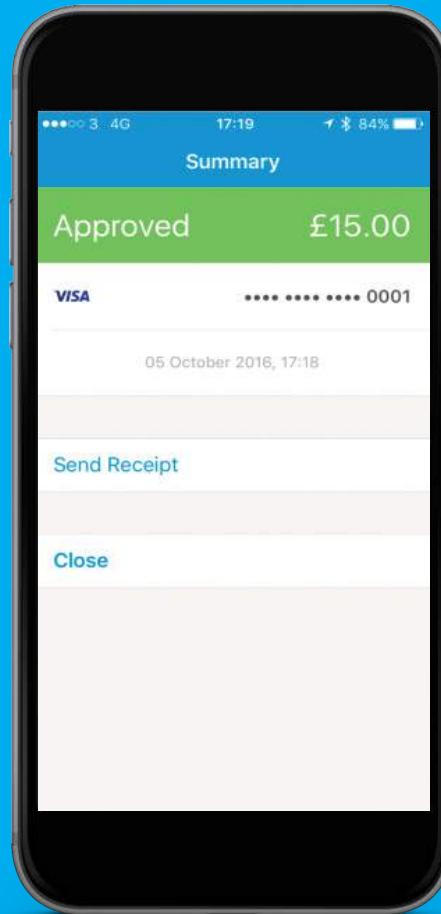 3 4G 17:19 84%
Summary
Approved £15.00
VISA •••• •••• •••• 0001
05 October 2016, 17:18
Send Receipt
Close